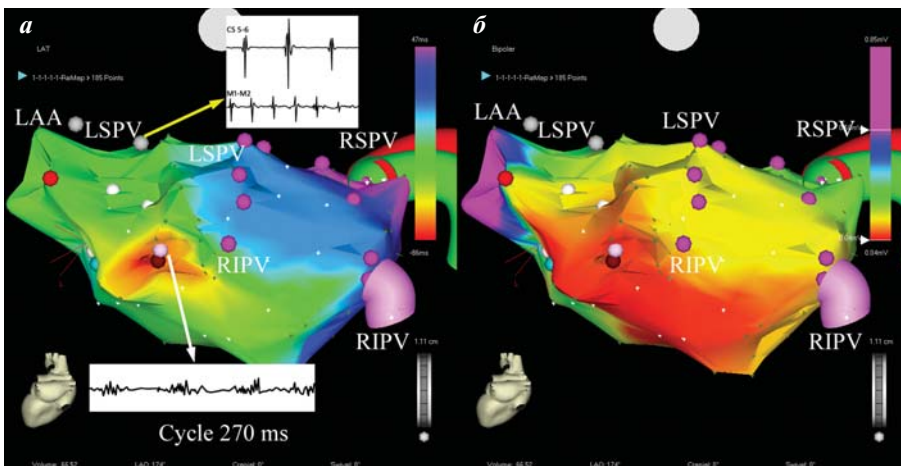 а
CS 5-6
M1-M2
LAT
1-1-1-1-1-ReMap > 185 Points
47ms
LAA
LSPV
LSPV
RSPV
RIPV
-86ms
RIPV
1.11 cm
Cycle 270 ms
б
Bipolar
1-1-1-1-1-ReMap > 185 Points
0.85mV
LAA
LSPV
LSPV
RSPV
RIPV
0.04mV
RIPV
1.11 cm